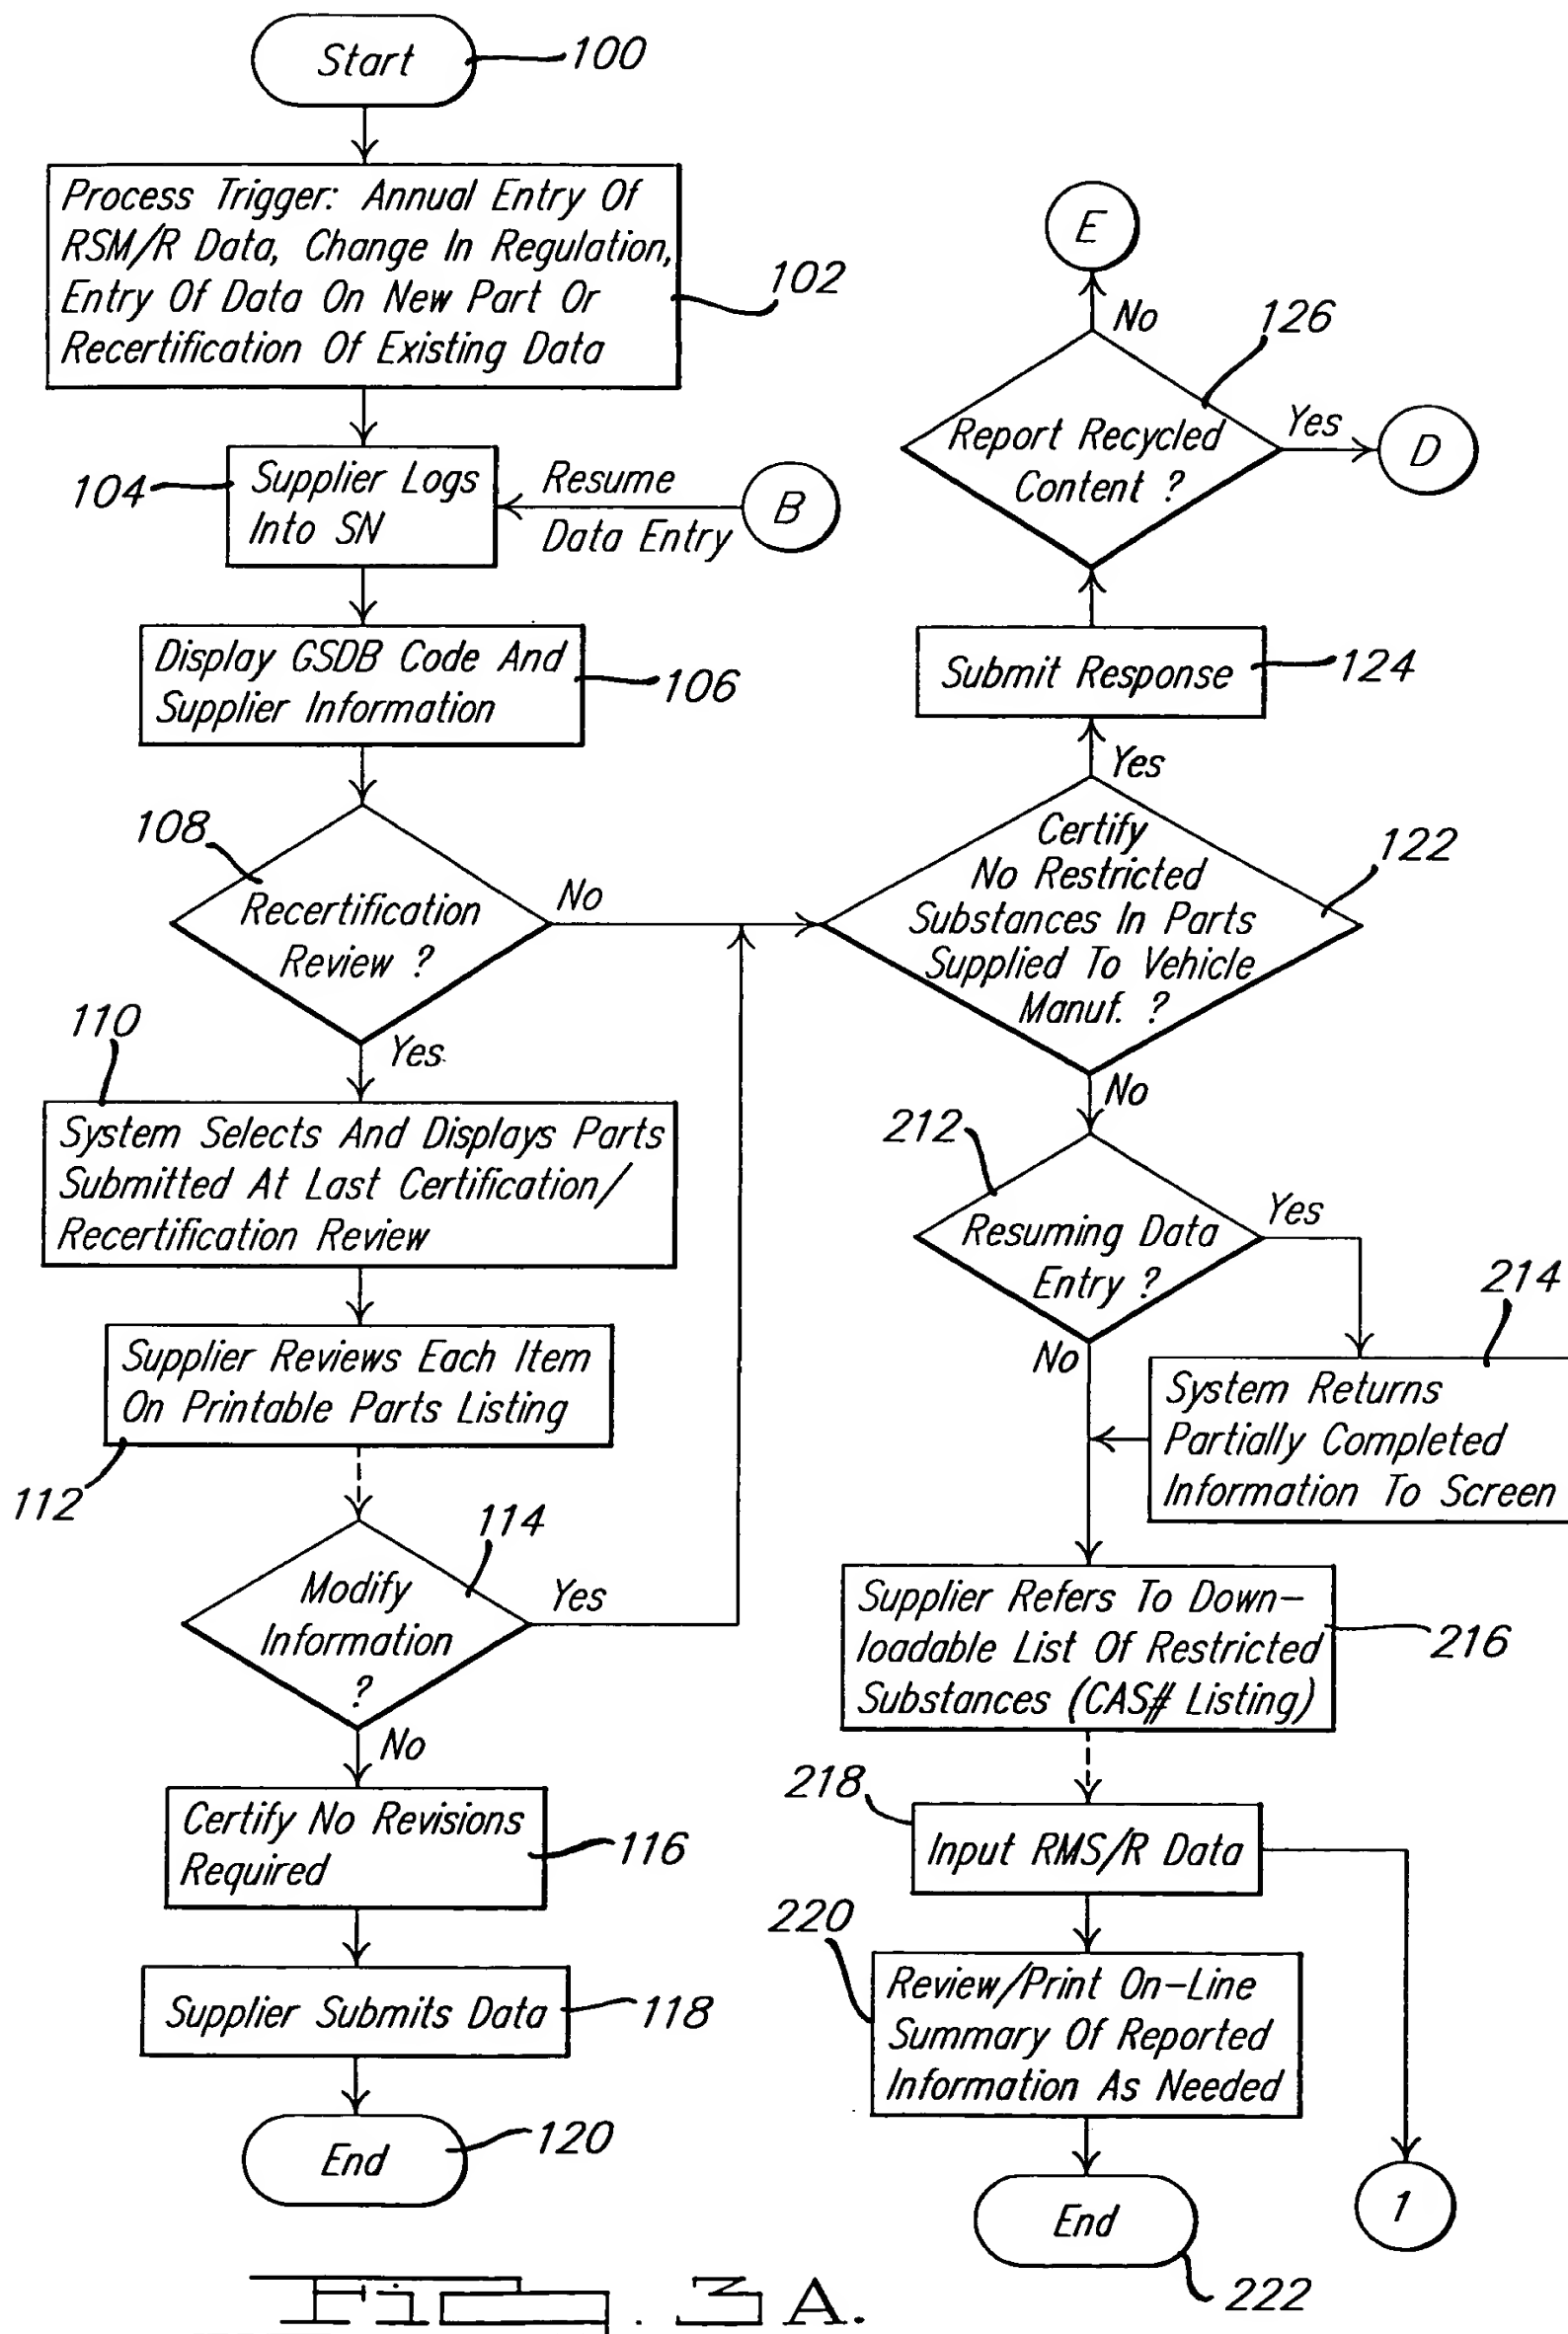 Start
100
Process Trigger: Annual Entry Of
RSM/R Data, Change In Regulation,
Entry Of Data On New Part Or
Recertification Of Existing Data
102
Supplier Logs
Into SN
104
Resume
Data Entry
B
Display GSDB Code And
Supplier Information
106
108
Recertification
Review ?
No
Yes
110
System Selects And Displays Parts
Submitted At Last Certification/
Recertification Review
Supplier Reviews Each Item
On Printable Parts Listing
112
114
Modify
Information
?
Yes
No
Certify No Revisions
Required
116
Supplier Submits Data
118
End
120
E
No
126
Report Recycled
Content ?
Yes
D
Submit Response
124
Yes
Certify
No Restricted
Substances In Parts
Supplied To Vehicle
Manuf. ?
122
No
212
Resuming Data
Entry ?
Yes
No
214
System Returns
Partially Completed
Information To Screen
Supplier Refers To Down-
loadable List Of Restricted
Substances (CAS# Listing)
216
218
Input RMS/R Data
220
Review/Print On-Line
Summary Of Reported
Information As Needed
End
222
1
FIG. 3A.